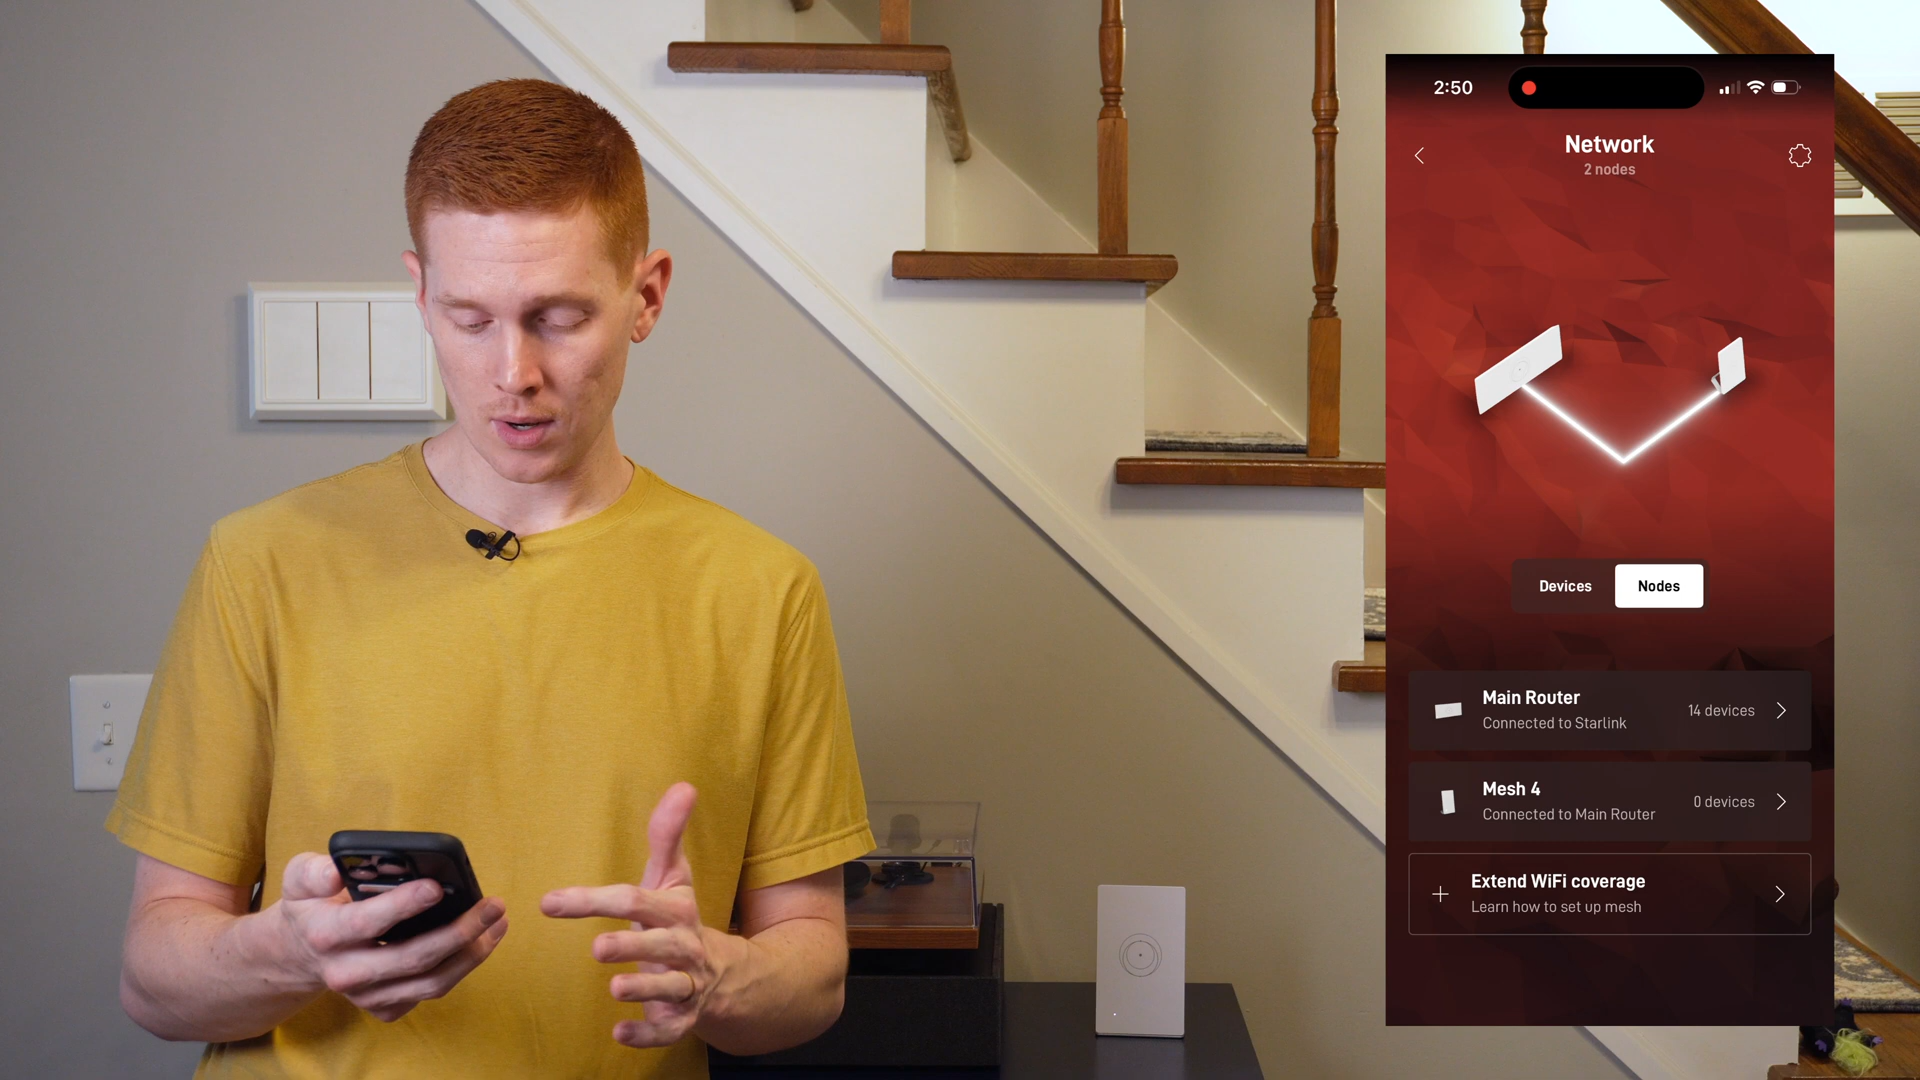 2:50
Network
2 nodes
Devices
Nodes
Main Router
Connected to Starlink
14 devices
Mesh 4
Connected to Main Router
0 devices
Extend WiFi coverage
Learn how to set up mesh